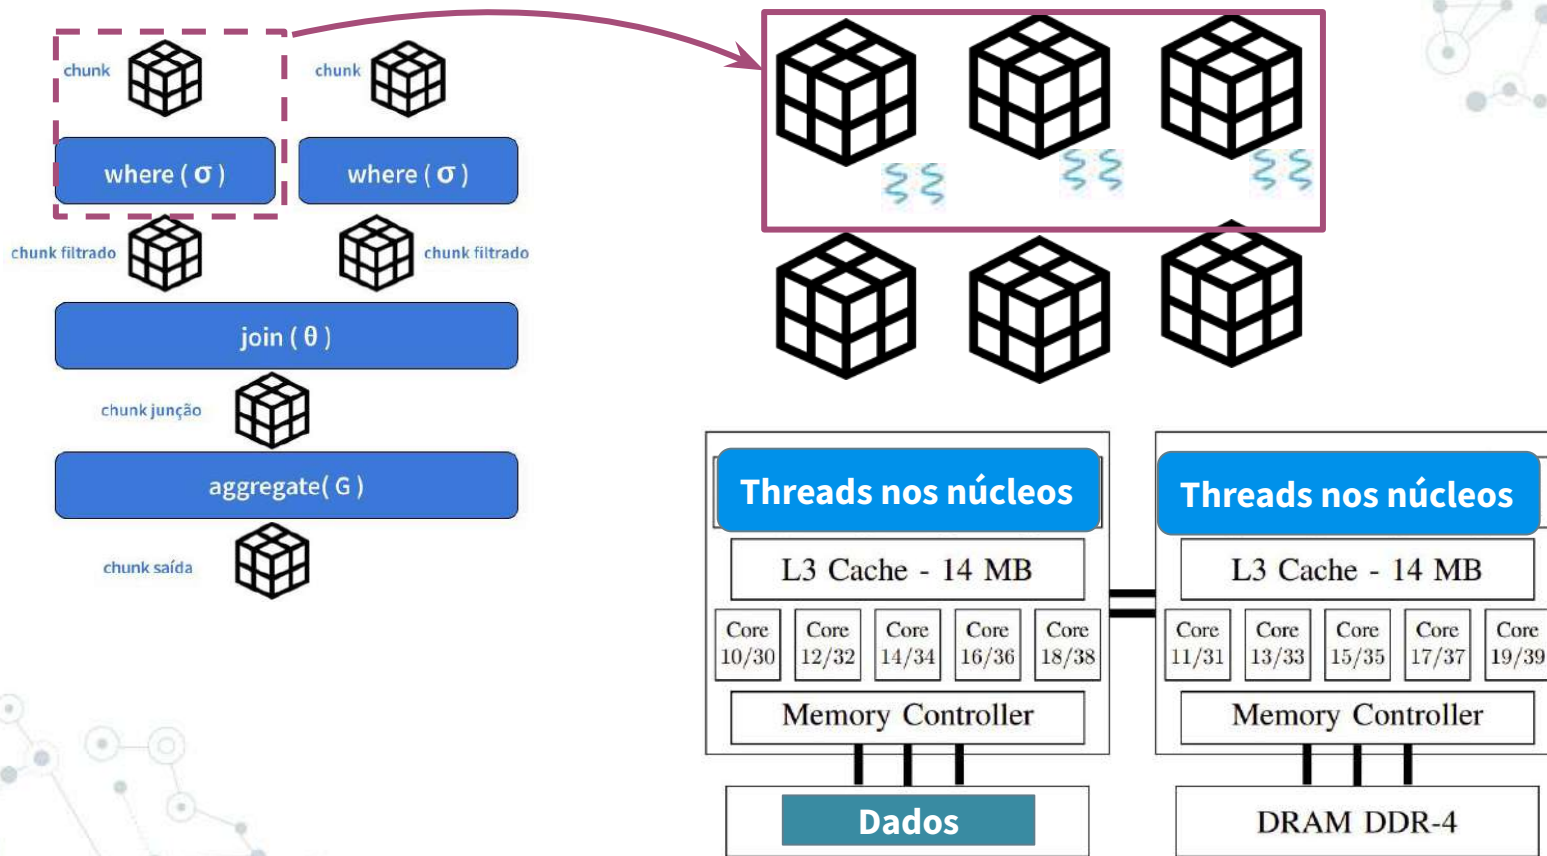 chunk
chunk
where ( σ )
where ( σ )
chunk filtrado
chunk filtrado
join ( θ )
chunk junção
aggregate( G )
chunk saída
Threads nos núcleos
Threads nos núcleos
L3 Cache - 14 MB
L3 Cache - 14 MB
Core
10/30
Core
12/32
Core
14/34
Core
16/36
Core
18/38
Core
11/31
Core
13/33
Core
15/35
Core
17/37
Core
19/39
Memory Controller
Memory Controller
Dados
DRAM DDR-4